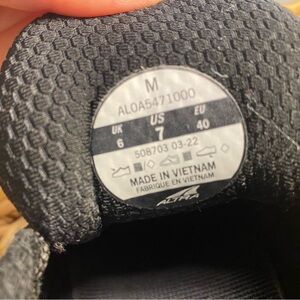 M
AL0A5471000
UK US EU
6 7 40
508703 03-22
MADE IN VIETNAM
FABRIQUE EN VIETNAM
ALTRA